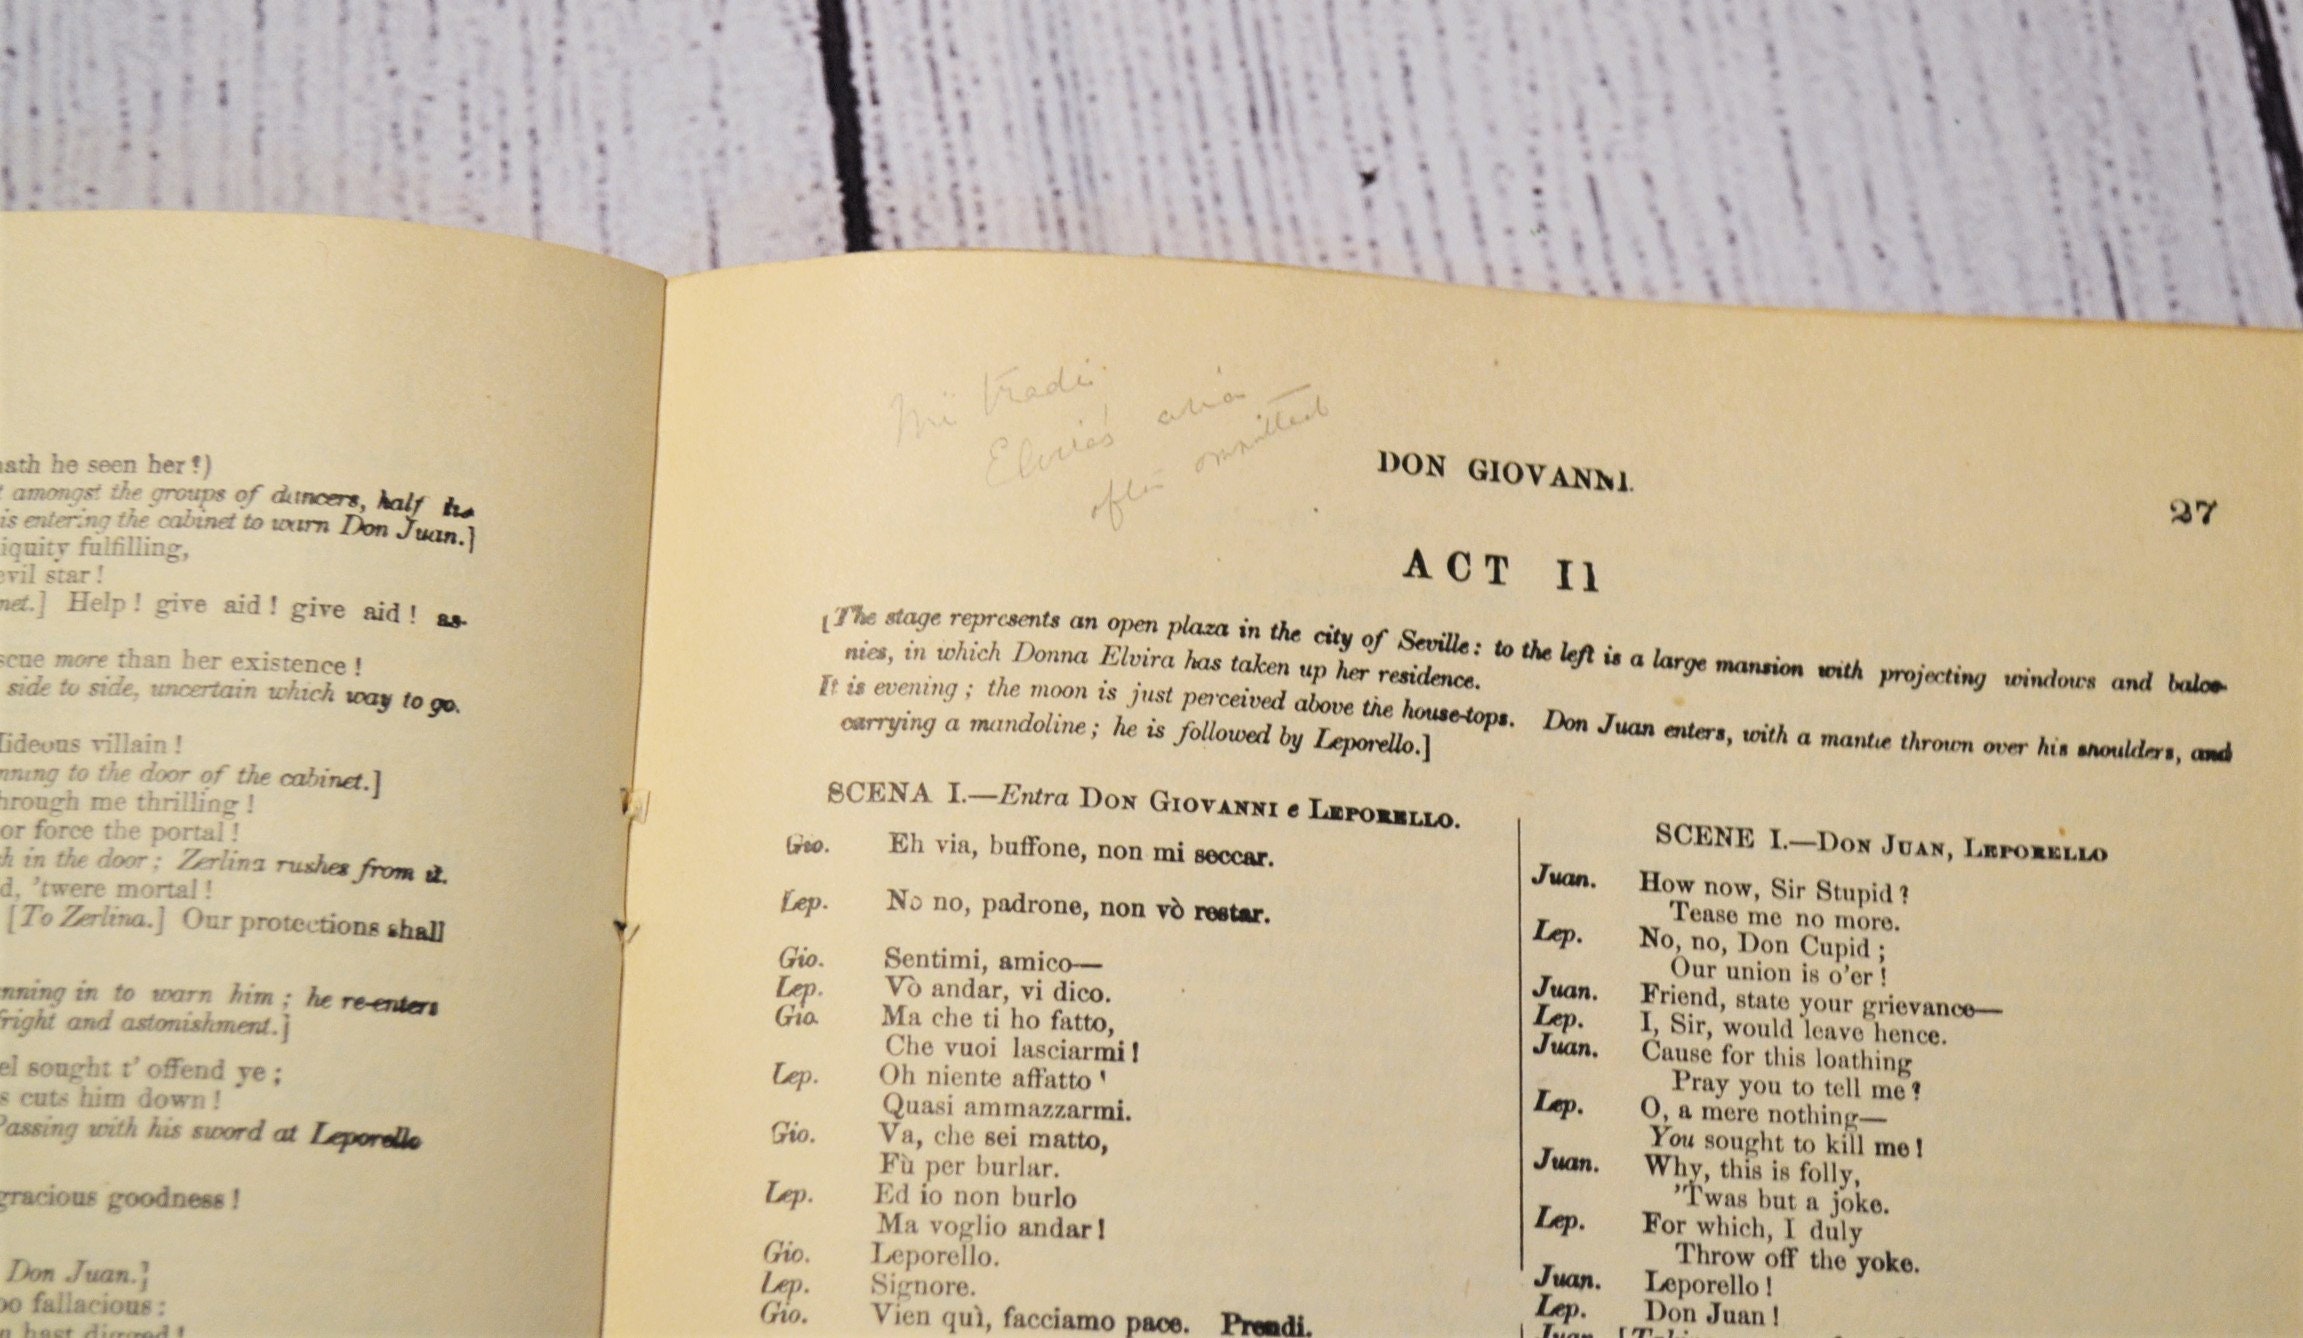 ath he seen her?)
amongst the groups of dancers, half
is entering the cabinet to warn Don Juan.]
iquity fulfilling,
evil star!
net.] Help! give aid! give aid! as-
scue more than her existence!
side to side, uncertain which way to go.
Hideous villain!
nning to the door of the cabinet.]
hrough me thrilling!
or force the portal!
h in the door; Zerlina rushes from it.
d, 'twere mortal!
[To Zerlina.] Our protections shall
nning in to warn him; he re-enters
fright and astonishment.]
el sought t' offend ye;
s cuts him down!
Passing with his sword at Leporello
gracious goodness!
Don Juan.]
oo fallacious:
n hast digged!
Mi tradi
Elvira's aria
often ommitted
DON GIOVANNI.
27
ACT II
[The stage represents an open plaza in the city of Seville: to the left is a large mansion with projecting windows and balco-
nies, in which Donna Elvira has taken up her residence.
It is evening; the moon is just perceived above the house-tops. Don Juan enters, with a mantle thrown over his shoulders, and
carrying a mandoline; he is followed by Leporello.]
SCENA I.—Entra DON GIOVANNI e LEPORELLO.
Gio. Eh via, buffone, non mi seccar.
Lep. No no, padrone, non vò restar.
Gio. Sentimi, amico—
Lep. Vò andar, vi dico.
Gio. Ma che ti ho fatto,
Che vuoi lasciarmi!
Lep. Oh niente affatto'
Quasi ammazzarmi.
Gio. Va, che sei matto,
Fù per burlar.
Lep. Ed io non burlo
Ma voglio andar!
Gio. Leporello.
Lep. Signore.
Gio. Vien quì, facciamo pace. Prendi.
SCENE I.—DON JUAN, LEPORELLO
Juan. How now, Sir Stupid?
Tease me no more.
Lep. No, no, Don Cupid;
Our union is o'er!
Juan. Friend, state your grievance—
Lep. I, Sir, would leave hence.
Juan. Cause for this loathing
Pray you to tell me?
Lep. O, a mere nothing—
You sought to kill me!
Juan. Why, this is folly,
'Twas but a joke.
Lep. For which, I duly
Throw off the yoke.
Juan. Leporello!
Lep. Don Juan!